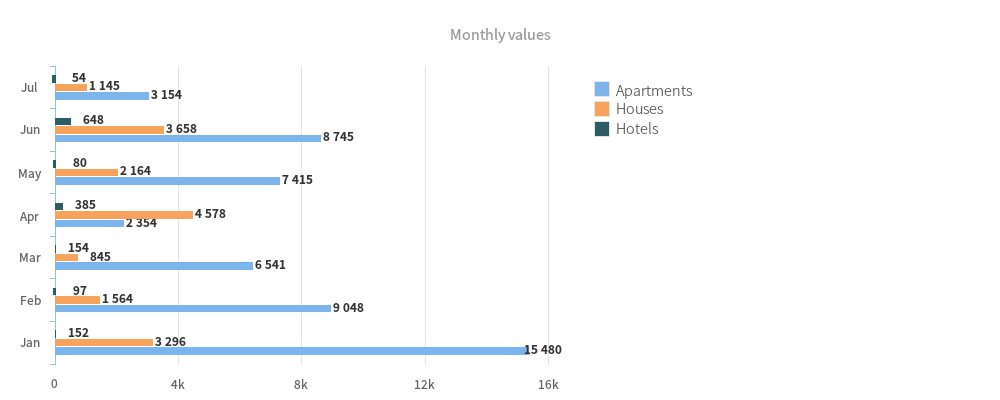 Monthly values
Jul 54
1 145
3 154
Jun 648
3 658
8 745
May 80
2 164
7 415
Apr 385
4 578
2 354
Mar 154
845
6 541
Feb 97
1 564
9 048
Jan 152
3 296
15 480
0 4k 8k 12k 16k
Apartments
Houses
Hotels